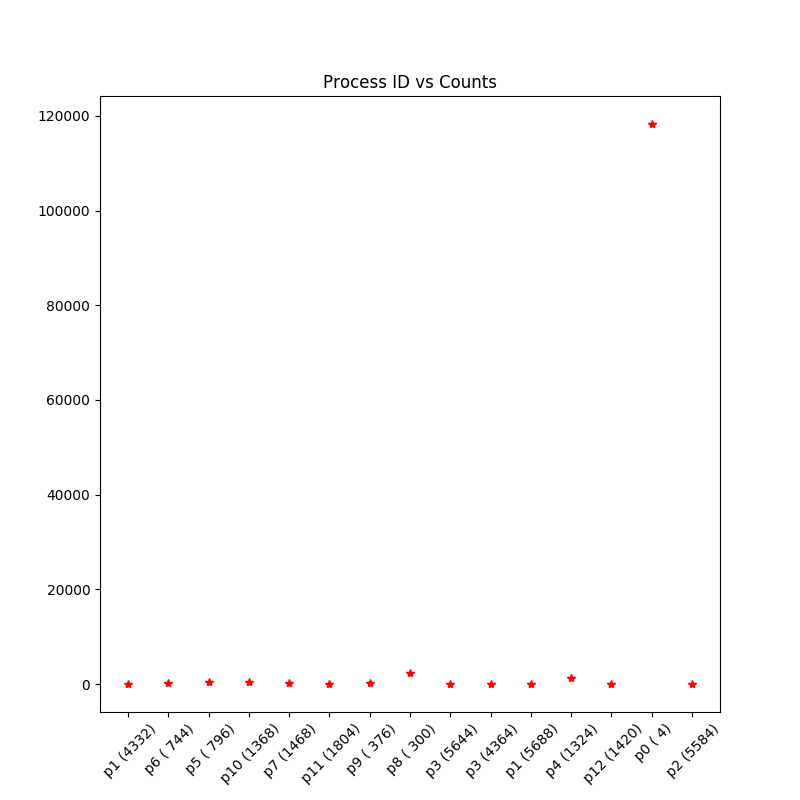 Process ID vs Counts
120000
100000
80000
60000
40000
20000
0
p1 (4332)
p6 ( 744)
p5 ( 796)
p10 (1368)
p7 (1468)
p11 (1804)
p9 ( 376)
p8 ( 300)
p3 (5644)
p3 (4364)
p1 (5688)
p4 (1324)
p12 (1420)
p0 ( 4)
p2 (5584)